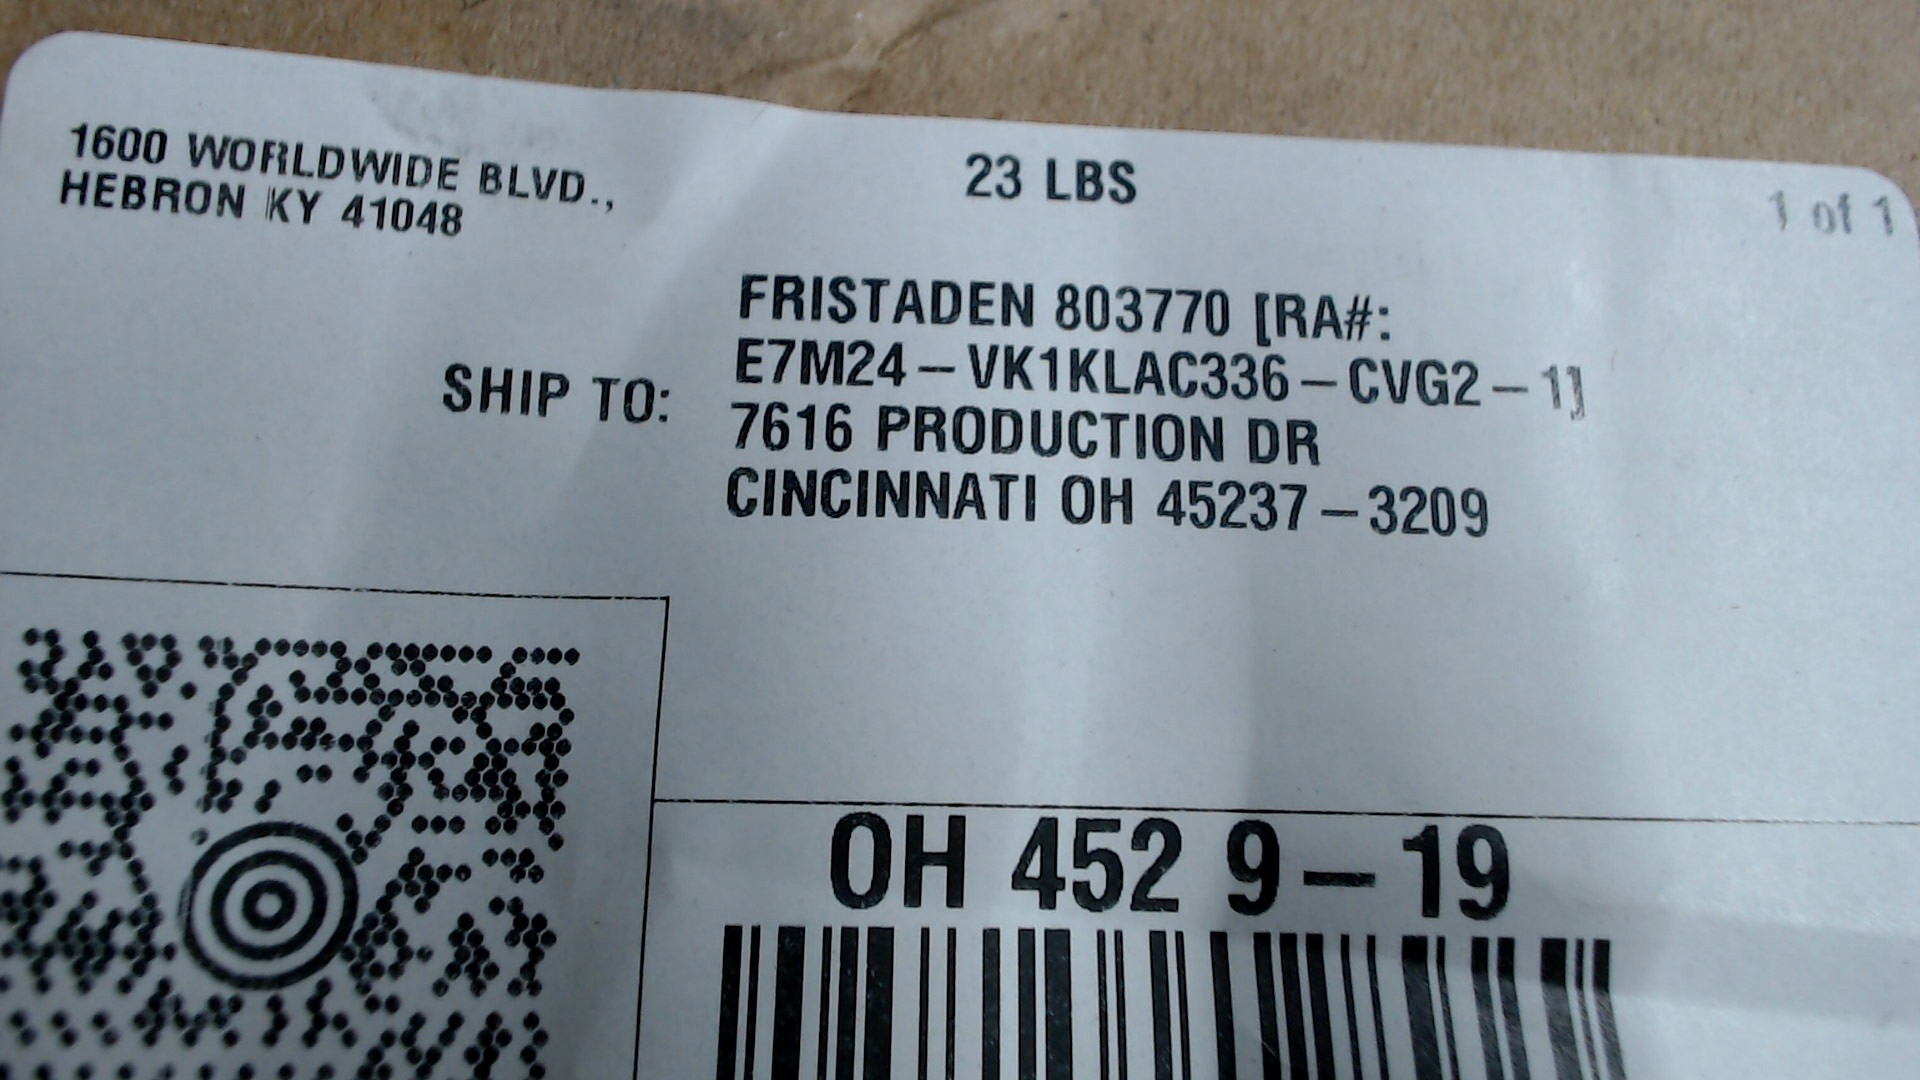 1600 WORLDWIDE BLVD.,
HEBRON KY 41048
23 LBS
1 of 1
SHIP TO:
FRISTADEN 803770 [RA#:
E7M24-VK1KLAC336-CVG2-1]
7616 PRODUCTION DR
CINCINNATI OH 45237-3209
OH 452 9-19